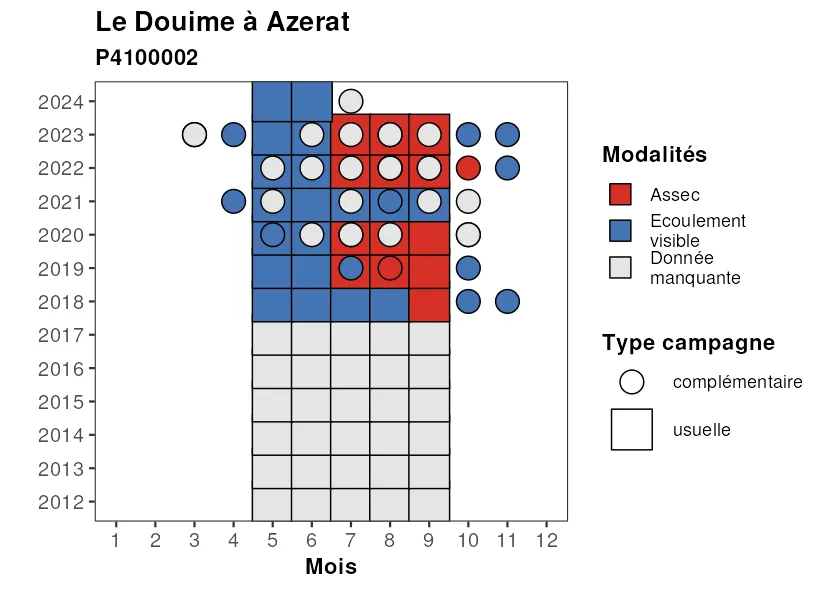 Le Douime à Azerat
P4100002
2024
2023
2022
2021
2020
2019
2018
2017
2016
2015
2014
2013
2012
1 2 3 4 5 6 7 8 9 10 11 12
Mois
Modalités
Assec
Ecoulement
visible
Donnée
manquante
Type campagne
complémentaire
usuelle